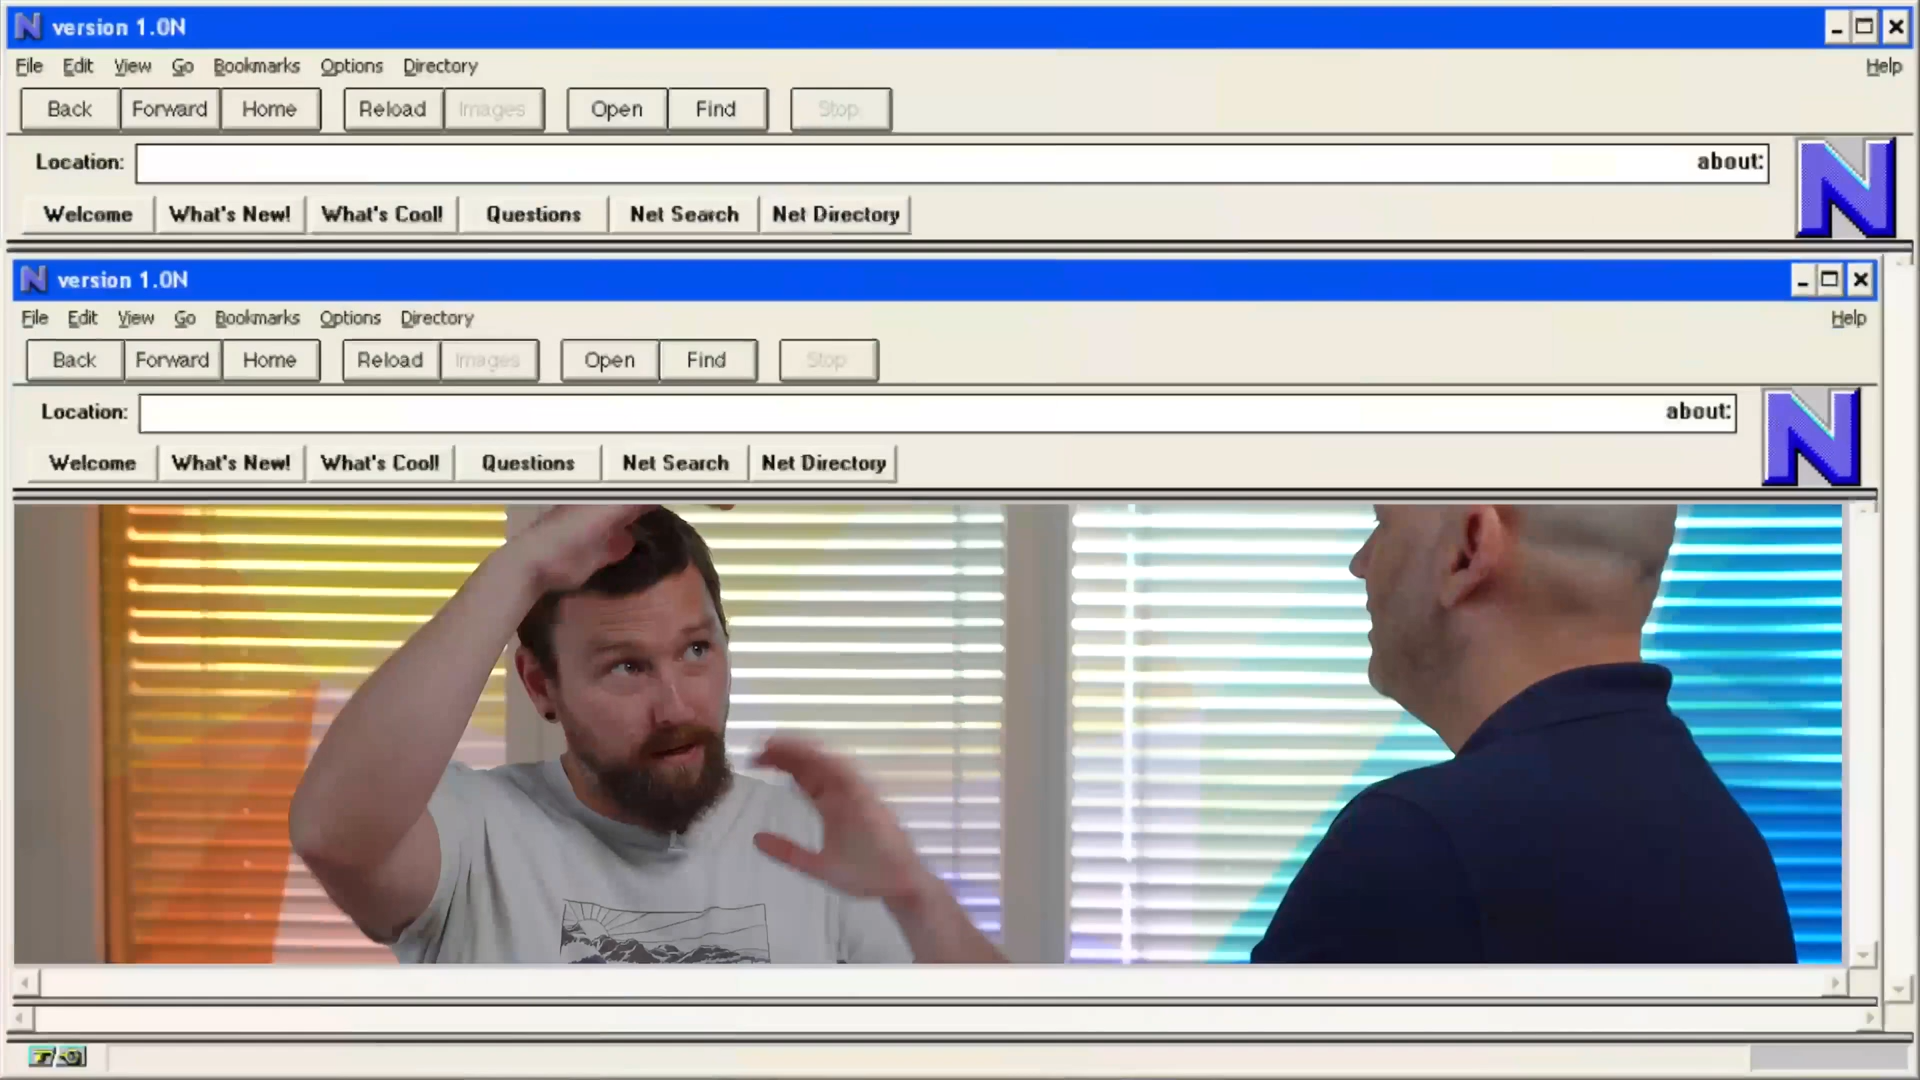 N version 1.0N
File Edit View Go Bookmarks Options Directory Help
Back Forward Home Reload Images Open Find Stop
Location: about:
N
Welcome What's New! What's Cool! Questions Net Search Net Directory
N version 1.0N
File Edit View Go Bookmarks Options Directory Help
Back Forward Home Reload Images Open Find Stop
Location: about:
N
Welcome What's New! What's Cool! Questions Net Search Net Directory